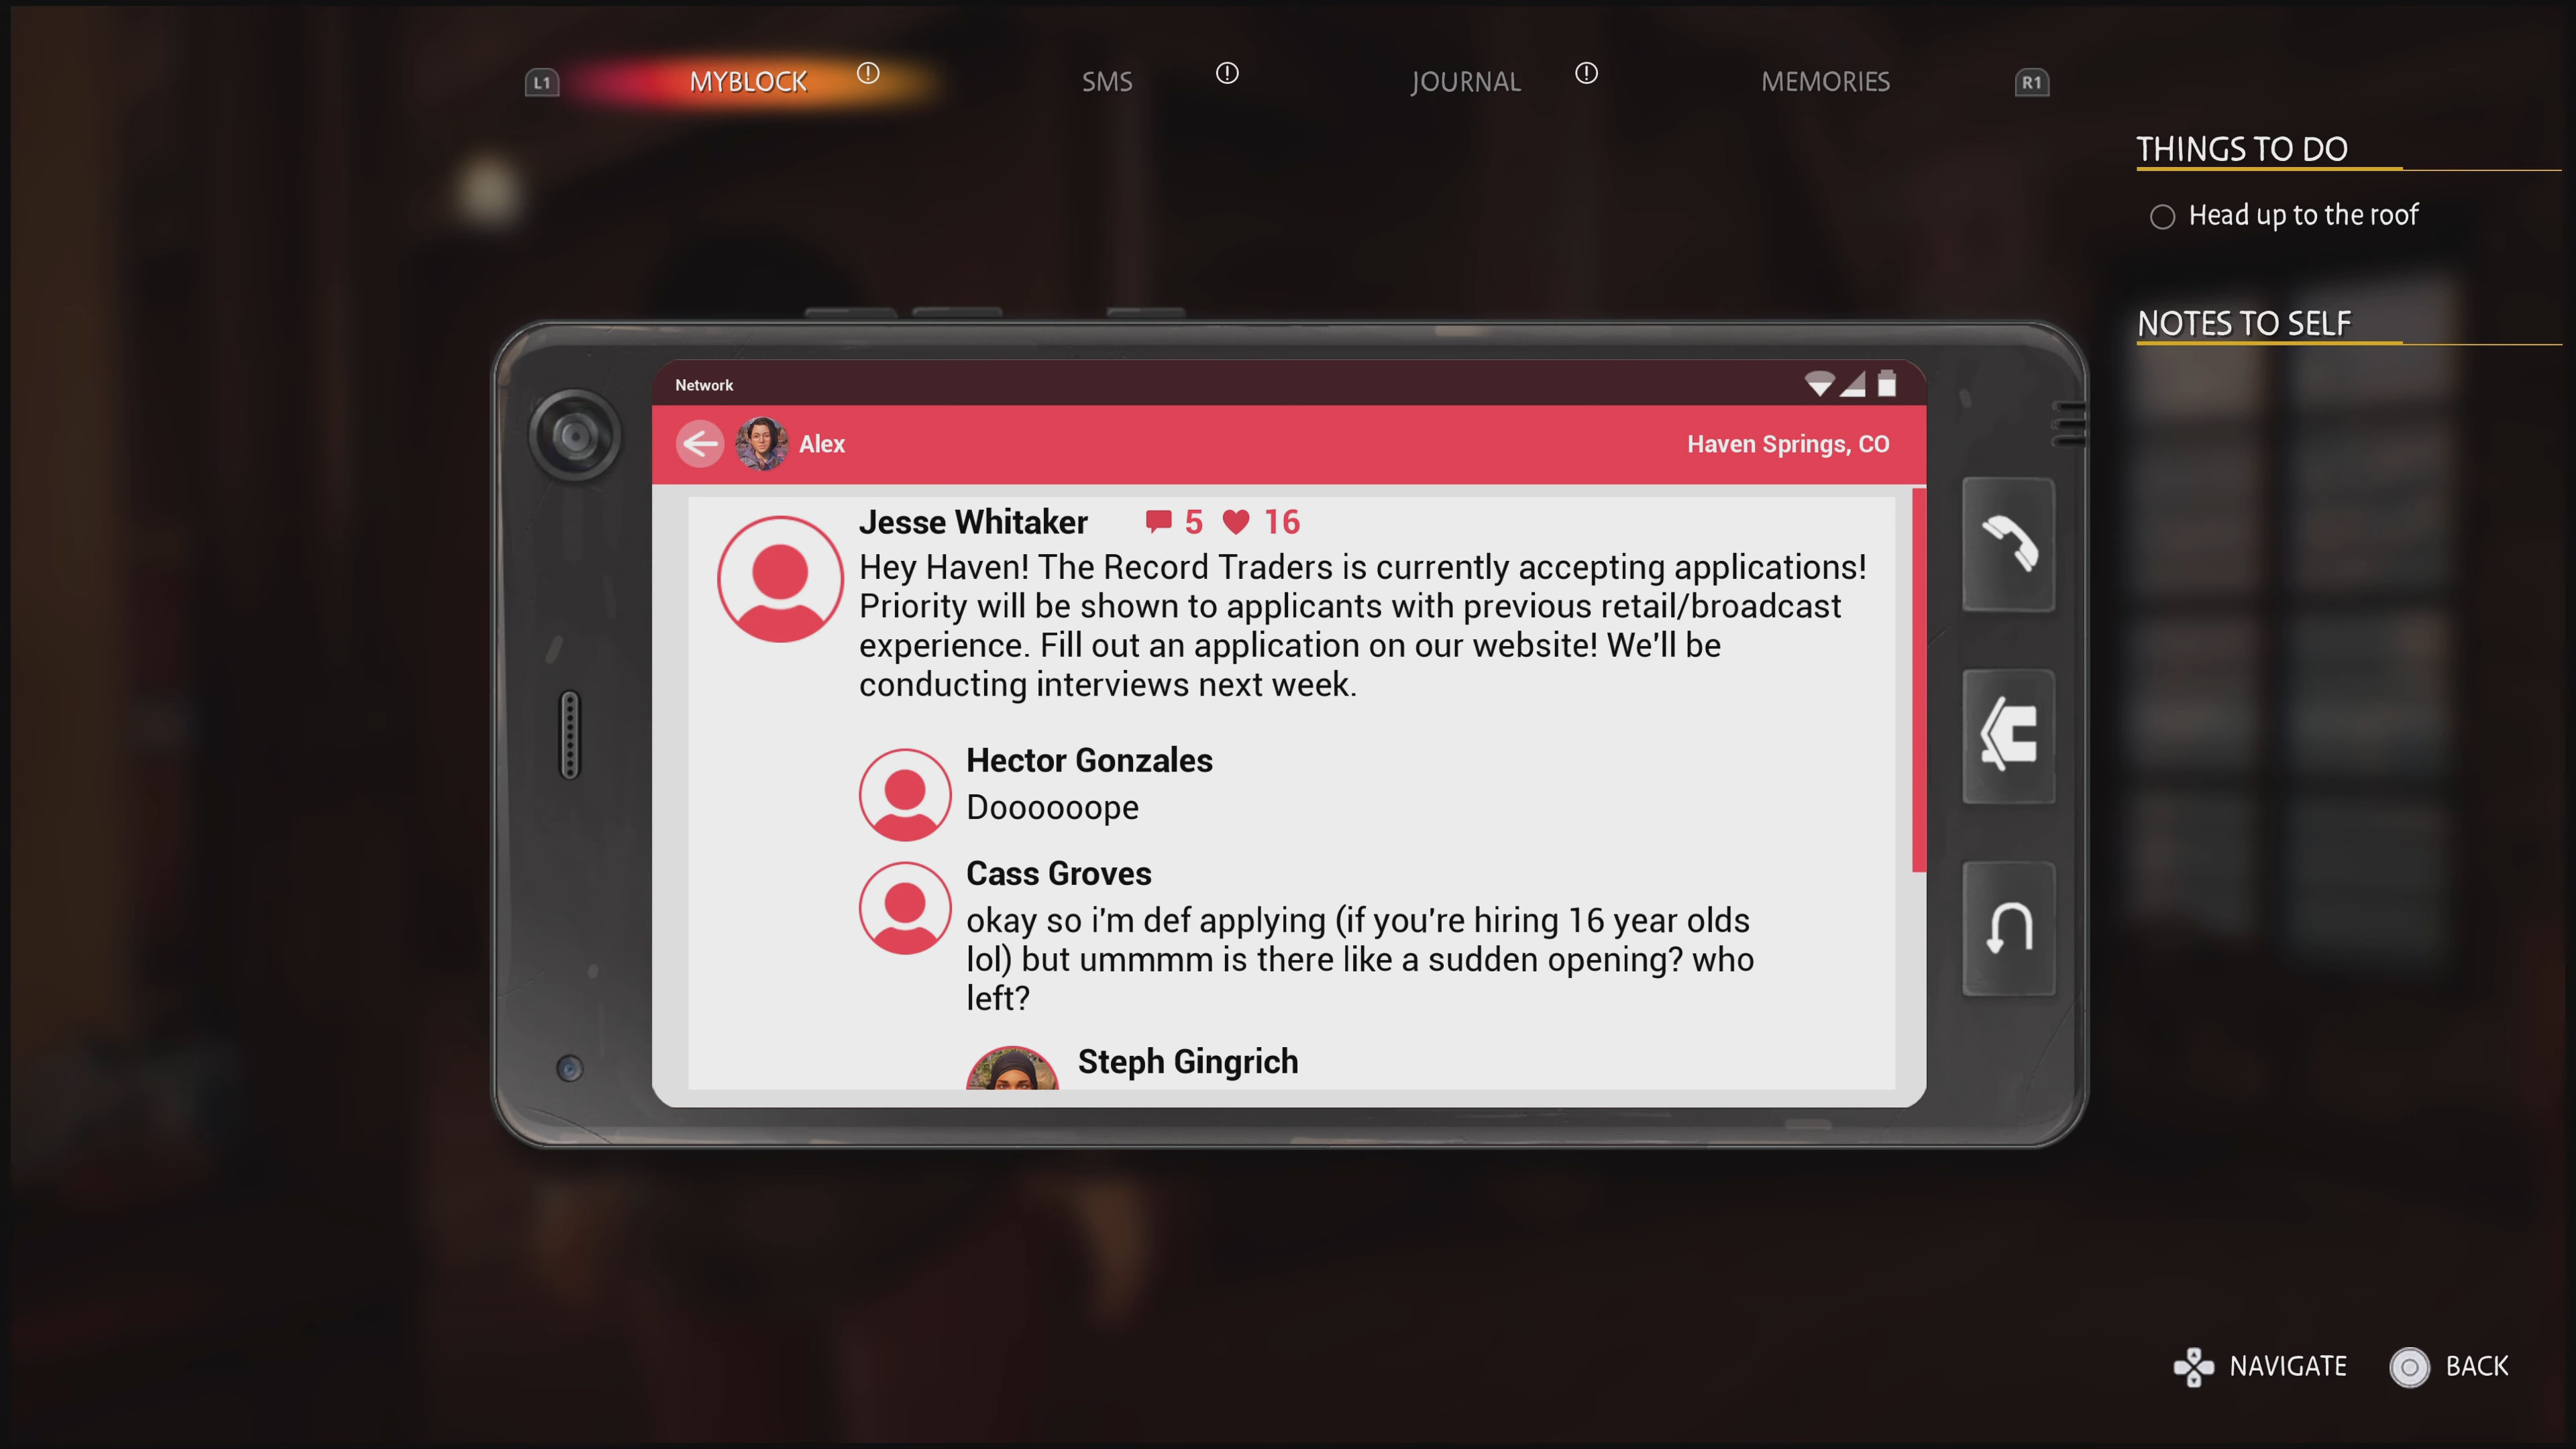 L1
MYBLOCK
SMS
JOURNAL
MEMORIES
R1
THINGS TO DO
Head up to the roof
NOTES TO SELF
Network
Alex
Haven Springs, CO
Jesse Whitaker 5 16
Hey Haven! The Record Traders is currently accepting applications!
Priority will be shown to applicants with previous retail/broadcast
experience. Fill out an application on our website! We'll be
conducting interviews next week.
Hector Gonzales
Dooooooope
Cass Groves
okay so i'm def applying (if you're hiring 16 year olds
lol) but ummmm is there like a sudden opening? who
left?
Steph Gingrich
NAVIGATE
BACK